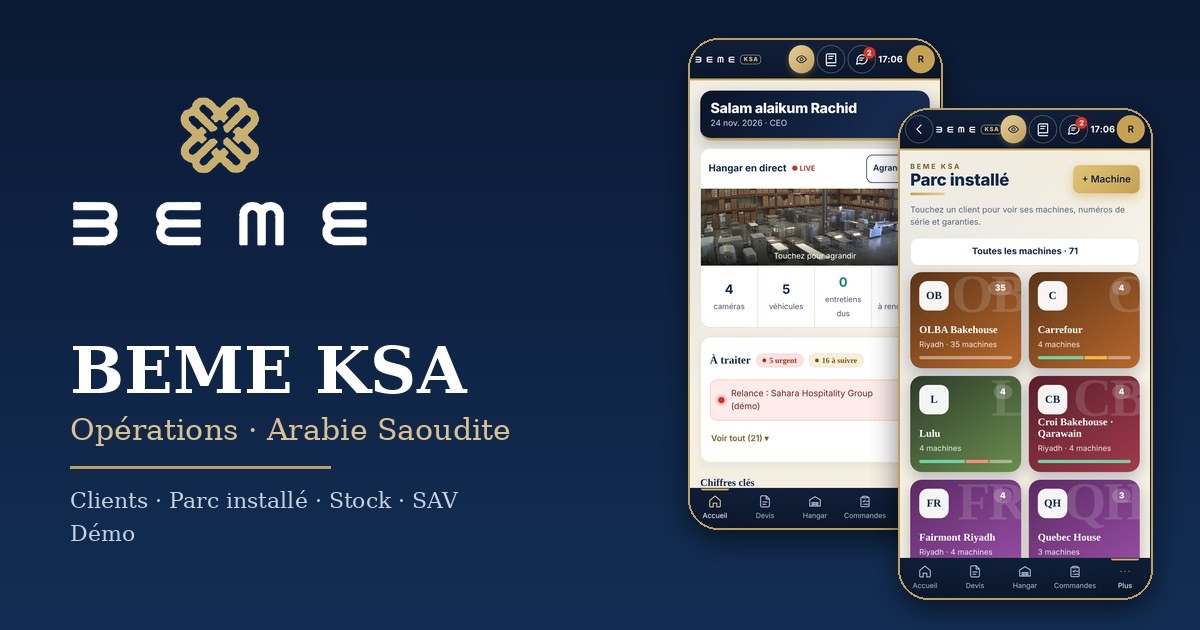 BEME
BEME KSA
Opérations · Arabie Saoudite
Clients · Parc installé · Stock · SAV
Démo
BEME KSA
2
17:06
R
Salam alaikum Rachid
24 nov. 2026 · CEO
Hangar en direct
LIVE
Touchez pour agrandir
4
caméras
5
véhicules
0
entretiens
dus
À traiter
5 urgent
16 à suivre
Relance : Sahara Hospitality Group
(démo)
Voir tout (21) ▾
Chiffres clés
Accueil
Devis
Hangar
Commandes
BEME KSA
2
17:06
R
BEME KSA
Parc installé
+ Machine
Touchez un client pour voir ses machines, numéros de
série et garanties.
Toutes les machines · 71
OB
OB
35
OLBA Bakehouse
Riyadh · 35 machines
C
C
4
Carrefour
4 machines
L
L
4
Lulu
4 machines
CB
CB
4
Croi Bakehouse ·
Qarawain
Riyadh · 4 machines
FR
FR
4
Fairmont Riyadh
Riyadh · 4 machines
QH
QH
3
Quebec House
3 machines
Accueil
Devis
Hangar
Commandes
Plus